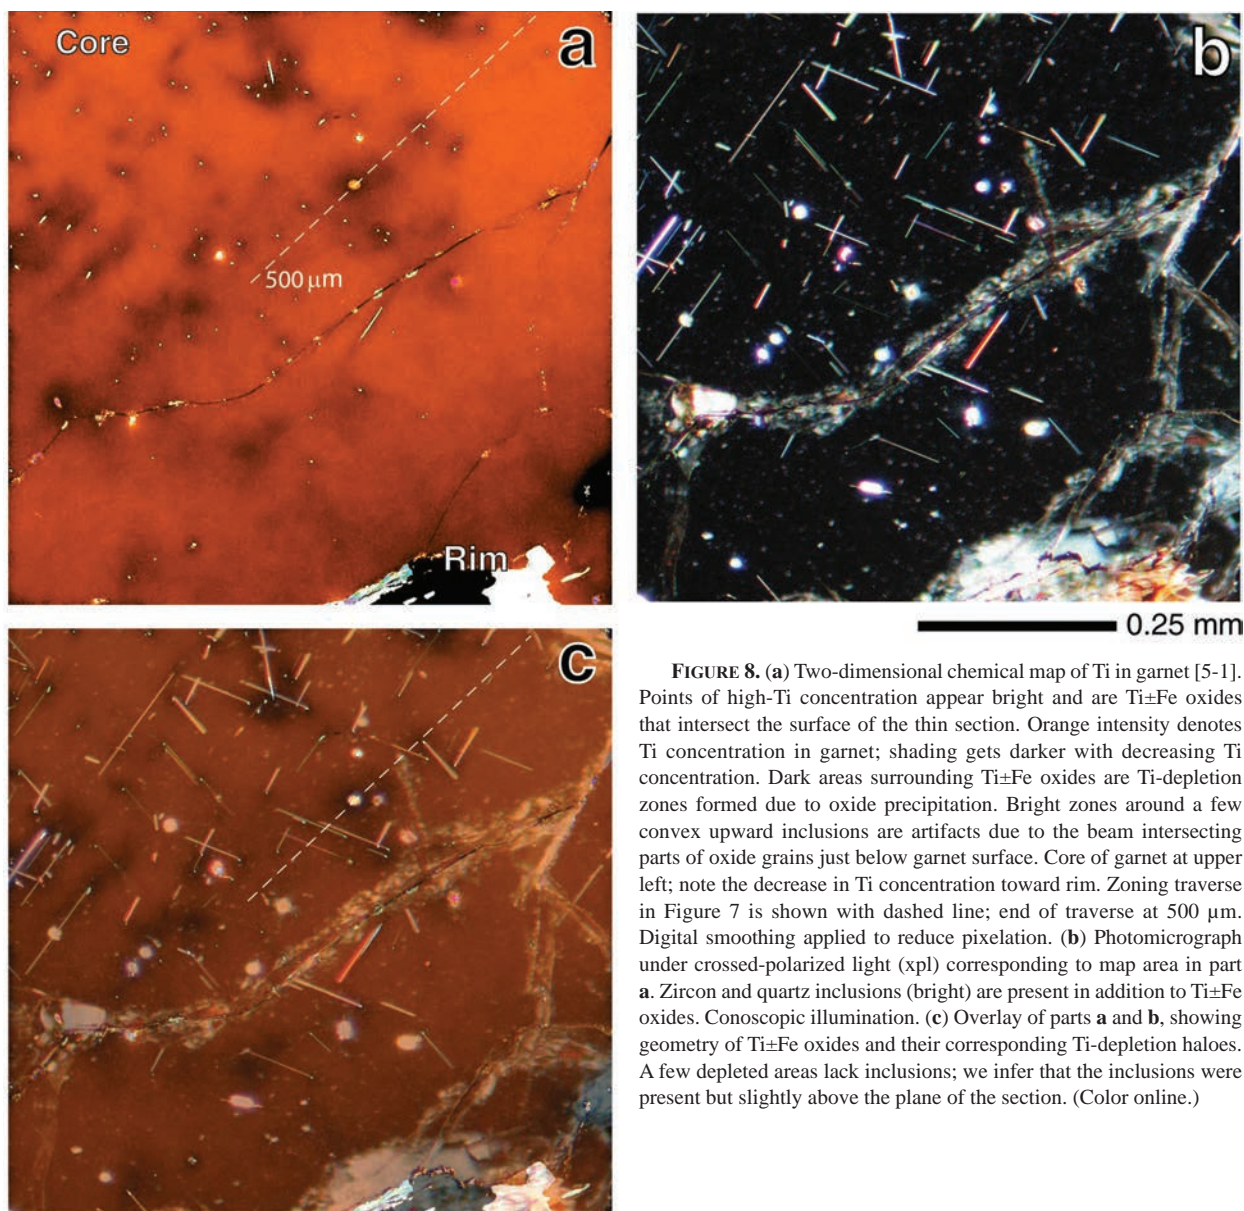 Core
a
500 µm
Rim
b
0.25 mm
c
FIGURE 8. (a) Two-dimensional chemical map of Ti in garnet [5-1].
Points of high-Ti concentration appear bright and are Ti±Fe oxides
that intersect the surface of the thin section. Orange intensity denotes
Ti concentration in garnet; shading gets darker with decreasing Ti
concentration. Dark areas surrounding Ti±Fe oxides are Ti-depletion
zones formed due to oxide precipitation. Bright zones around a few
convex upward inclusions are artifacts due to the beam intersecting
parts of oxide grains just below garnet surface. Core of garnet at upper
left; note the decrease in Ti concentration toward rim. Zoning traverse
in Figure 7 is shown with dashed line; end of traverse at 500 µm.
Digital smoothing applied to reduce pixelation. (b) Photomicrograph
under crossed-polarized light (xpl) corresponding to map area in part
a. Zircon and quartz inclusions (bright) are present in addition to Ti±Fe
oxides. Conoscopic illumination. (c) Overlay of parts a and b, showing
geometry of Ti±Fe oxides and their corresponding Ti-depletion haloes.
A few depleted areas lack inclusions; we infer that the inclusions were
present but slightly above the plane of the section. (Color online.)